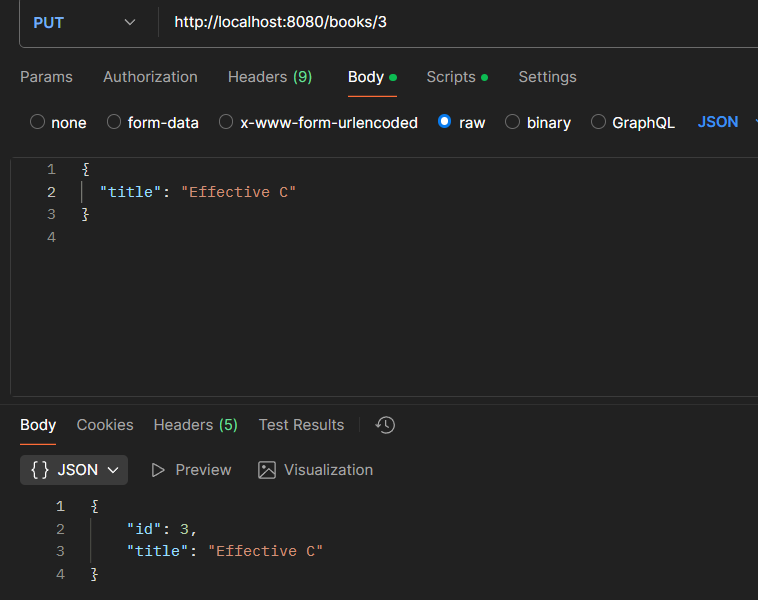 PUT http://localhost:8080/books/3
Params Authorization Headers (9) Body Scripts Settings
none form-data x-www-form-urlencoded raw binary GraphQL JSON
1 {
2 "title": "Effective C"
3 }
4
Body Cookies Headers (5) Test Results
{} JSON Preview Visualization
1 {
2 "id": 3,
3 "title": "Effective C"
4 }